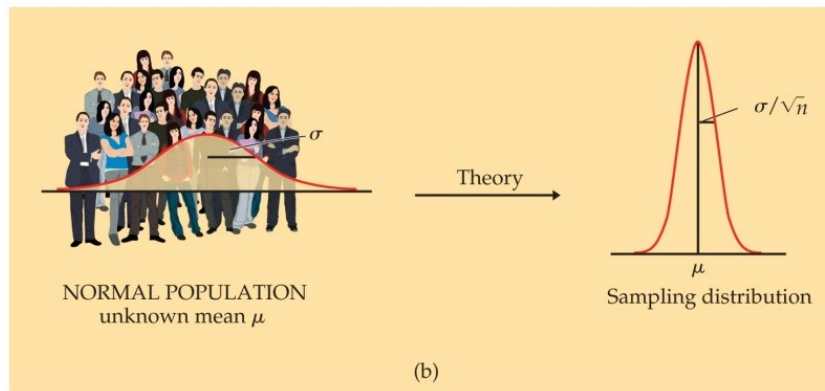 σ
NORMAL POPULATION
unknown mean μ
Theory
σ/√n
μ
Sampling distribution
(b)